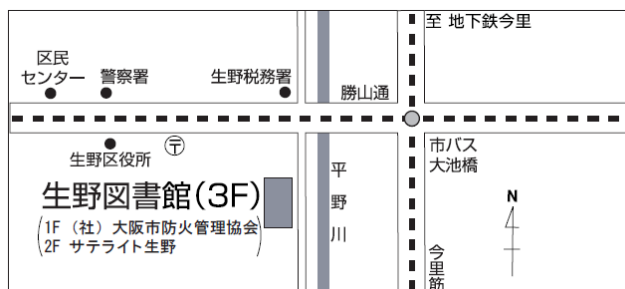 至 地下鉄今里
区民
センター
警察署
生野税務署
勝山通
生野区役所
〒
市バス
大池橋
生野図書館(3F)
1F (社) 大阪市防火管理協会
2F サテライト生野
平野川
N
今里筋